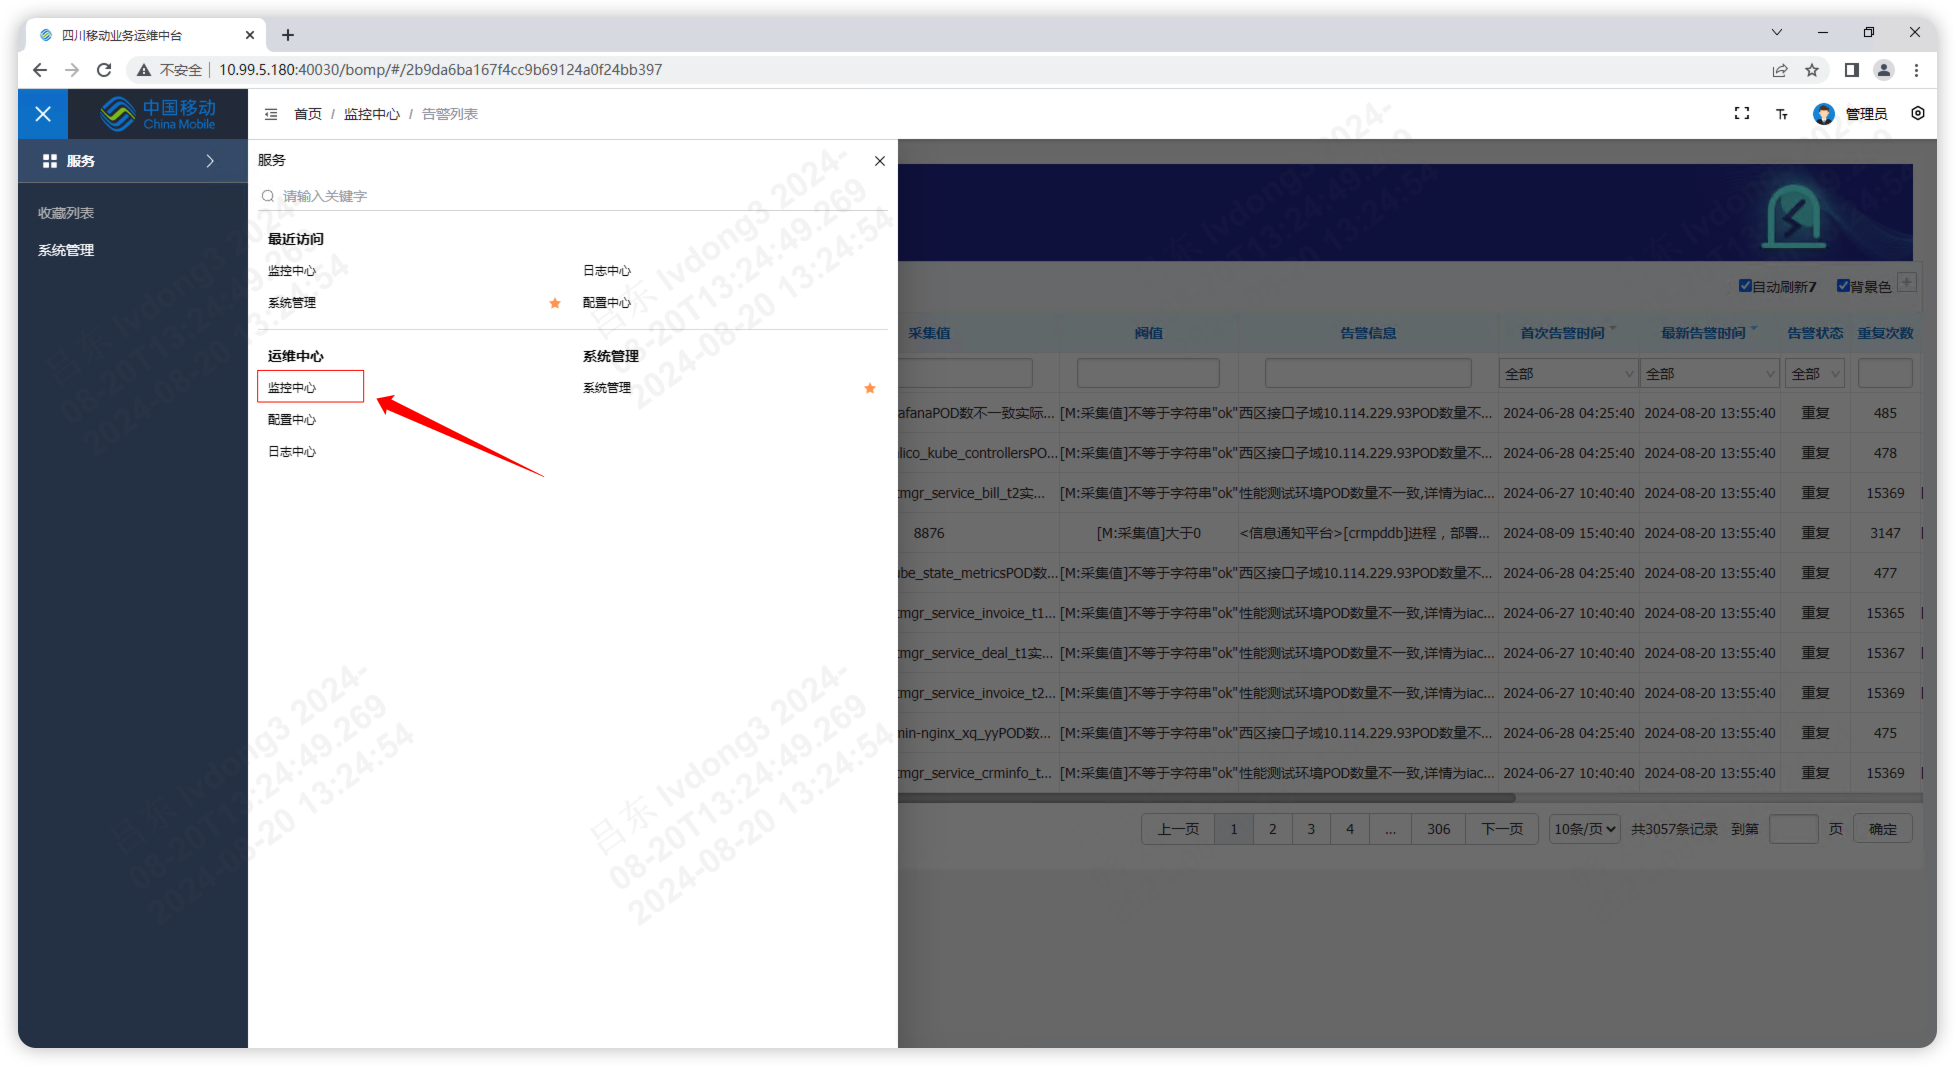 四川移动业务运维中台
不安全 10.99.5.180:40030/bomp/#/2b9da6ba167f4cc9b69124a0f24bb397
中国移动
China Mobile
首页 / 监控中心 / 告警列表
管理员
服务
收藏列表
系统管理
服务
请输入关键字
最近访问
监控中心 日志中心
系统管理 配置中心
运维中心 系统管理
监控中心 系统管理
配置中心
日志中心
自动刷新7 背景色
采集值 阀值 告警信息 首次告警时间 最新告警时间 告警状态 重复次数
全部 全部 全部
afanaPOD数不一致实际... [M:采集值]不等于字符串"ok" 西区接口子域10.114.229.93POD数量不... 2024-06-28 04:25:40 2024-08-20 13:55:40 重复 485
lico_kube_controllersPO... [M:采集值]不等于字符串"ok" 西区接口子域10.114.229.93POD数量不... 2024-06-28 04:25:40 2024-08-20 13:55:40 重复 478
mgr_service_bill_t2实... [M:采集值]不等于字符串"ok" 性能测试环境POD数量不一致,详情为iac... 2024-06-27 10:40:40 2024-08-20 13:55:40 重复 15369
8876 [M:采集值]大于0 <信息通知平台>[crmpddb]进程，部署... 2024-08-09 15:40:40 2024-08-20 13:55:40 重复 3147
be_state_metricsPOD数... [M:采集值]不等于字符串"ok" 西区接口子域10.114.229.93POD数量不... 2024-06-28 04:25:40 2024-08-20 13:55:40 重复 477
mgr_service_invoice_t1... [M:采集值]不等于字符串"ok" 性能测试环境POD数量不一致,详情为iac... 2024-06-27 10:40:40 2024-08-20 13:55:40 重复 15365
mgr_service_deal_t1实... [M:采集值]不等于字符串"ok" 性能测试环境POD数量不一致,详情为iac... 2024-06-27 10:40:40 2024-08-20 13:55:40 重复 15367
mgr_service_invoice_t2... [M:采集值]不等于字符串"ok" 性能测试环境POD数量不一致,详情为iac... 2024-06-27 10:40:40 2024-08-20 13:55:40 重复 15369
min-nginx_xq_yyPOD数... [M:采集值]不等于字符串"ok" 西区接口子域10.114.229.93POD数量不... 2024-06-28 04:25:40 2024-08-20 13:55:40 重复 475
mgr_service_crminfo_t... [M:采集值]不等于字符串"ok" 性能测试环境POD数量不一致,详情为iac... 2024-06-27 10:40:40 2024-08-20 13:55:40 重复 15369
上一页 1 2 3 4 ... 306 下一页 10条/页 共3057条记录 到第 页 确定
吕东 lvdong3 2024-
08-20T13:24:49.269
2024-08-20 13:24:54